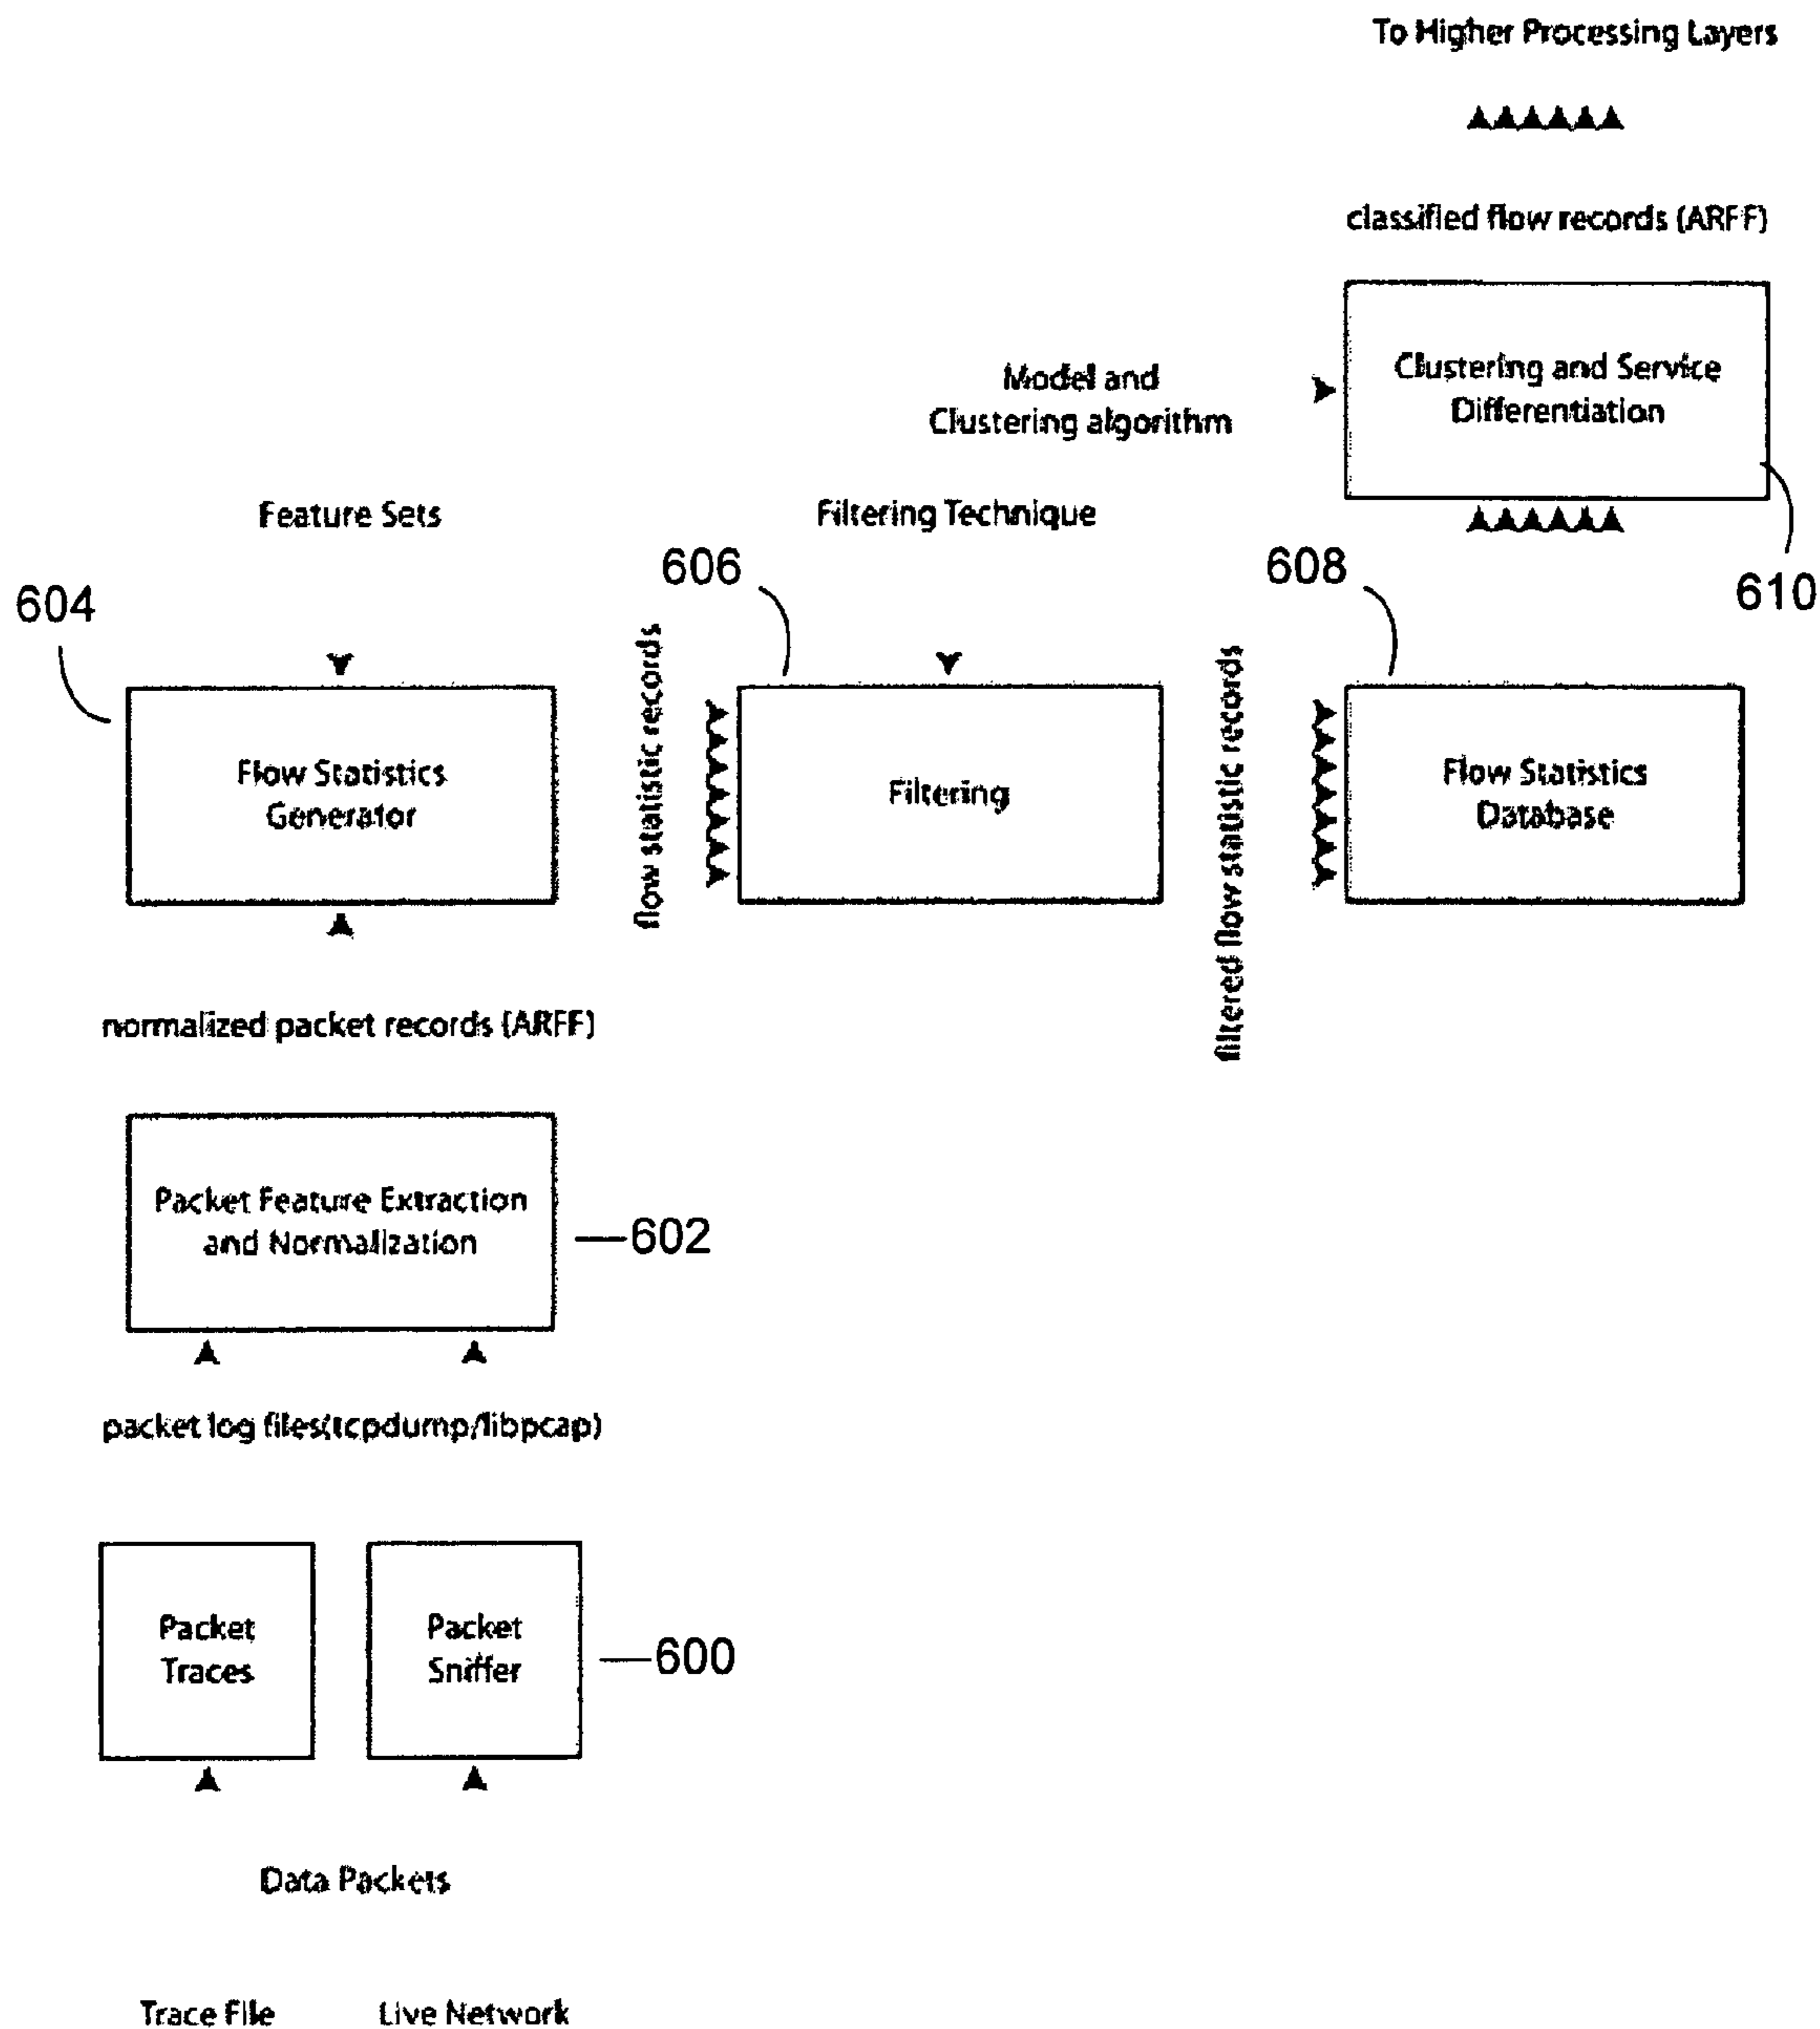 To Higher Processing Layers
classified flow records (ARFF)
Clustering and Service
Differentiation
Model and
Clustering algorithm
610
Feature Sets
Filtering Technique
604
606
608
Flow Statistics
Generator
flow statistic records
Filtering
filtered flow statistic records
Flow Statistics
Database
normalized packet records (ARFF)
Packet Feature Extraction
and Normalization
602
packet log files(tcpdump/libpcap)
Packet
Traces
Packet
Sniffer
600
Data Packets
Trace File
Live Network